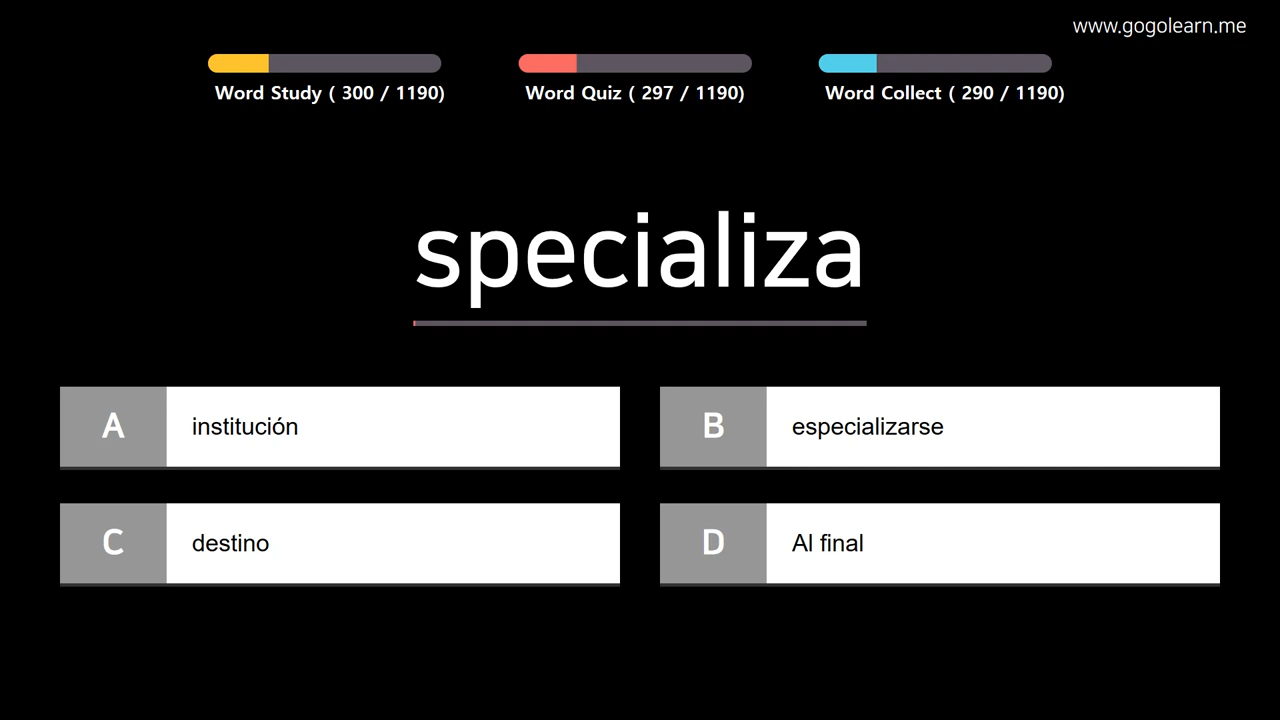 www.gogolearn.me
Word Study ( 300 / 1190)
Word Quiz ( 297 / 1190)
Word Collect ( 290 / 1190)
specializa
A
institución
B
especializarse
C
destino
D
Al final